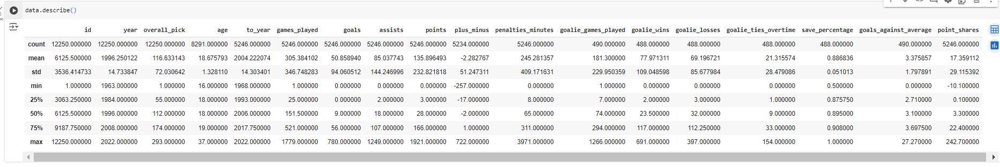 data.describe()
id year overall_pick age to_year games_played goals assists points plus_minus penalties_minutes goalie_games_played goalie_wins goalie_losses goalie_ties_overtime save_percentage goals_against_average point_shares
count 12250.000000 12250.000000 12250.000000 8291.000000 5246.000000 5246.000000 5246.000000 5246.000000 5246.000000 5234.000000 5246.000000 490.000000 488.000000 488.000000 488.000000 488.000000 490.000000 5246.000000
mean 6125.500000 1996.250122 116.633143 18.675793 2004.222074 305.384102 50.858940 85.037743 135.896493 -2.282767 245.281357 181.300000 77.971311 69.196721 21.315574 0.886836 3.375857 17.359112
std 3536.414733 14.733847 72.030642 1.328110 14.303401 346.748283 94.060512 144.246996 232.821818 51.247311 409.171631 229.950359 109.048598 85.677984 28.479086 0.051013 1.797891 29.115392
min 1.000000 1963.000000 1.000000 16.000000 1968.000000 1.000000 0.000000 0.000000 0.000000 -257.000000 0.000000 1.000000 0.000000 0.000000 0.000000 0.500000 0.000000 -10.100000
25% 3063.250000 1984.000000 55.000000 18.000000 1993.000000 25.000000 0.000000 2.000000 3.000000 -17.000000 8.000000 7.000000 2.000000 3.000000 1.000000 0.875750 2.710000 0.100000
50% 6125.500000 1996.000000 112.000000 18.000000 2006.000000 151.500000 9.000000 18.000000 28.000000 -2.000000 65.000000 74.000000 23.500000 32.000000 9.000000 0.895000 3.100000 3.300000
75% 9187.750000 2008.000000 174.000000 19.000000 2017.750000 521.000000 56.000000 107.000000 166.000000 1.000000 311.000000 294.000000 117.000000 112.250000 33.000000 0.908000 3.697500 22.400000
max 12250.000000 2022.000000 293.000000 37.000000 2022.000000 1779.000000 780.000000 1249.000000 1921.000000 722.000000 3971.000000 1266.000000 691.000000 397.000000 154.000000 1.000000 27.270000 242.700000